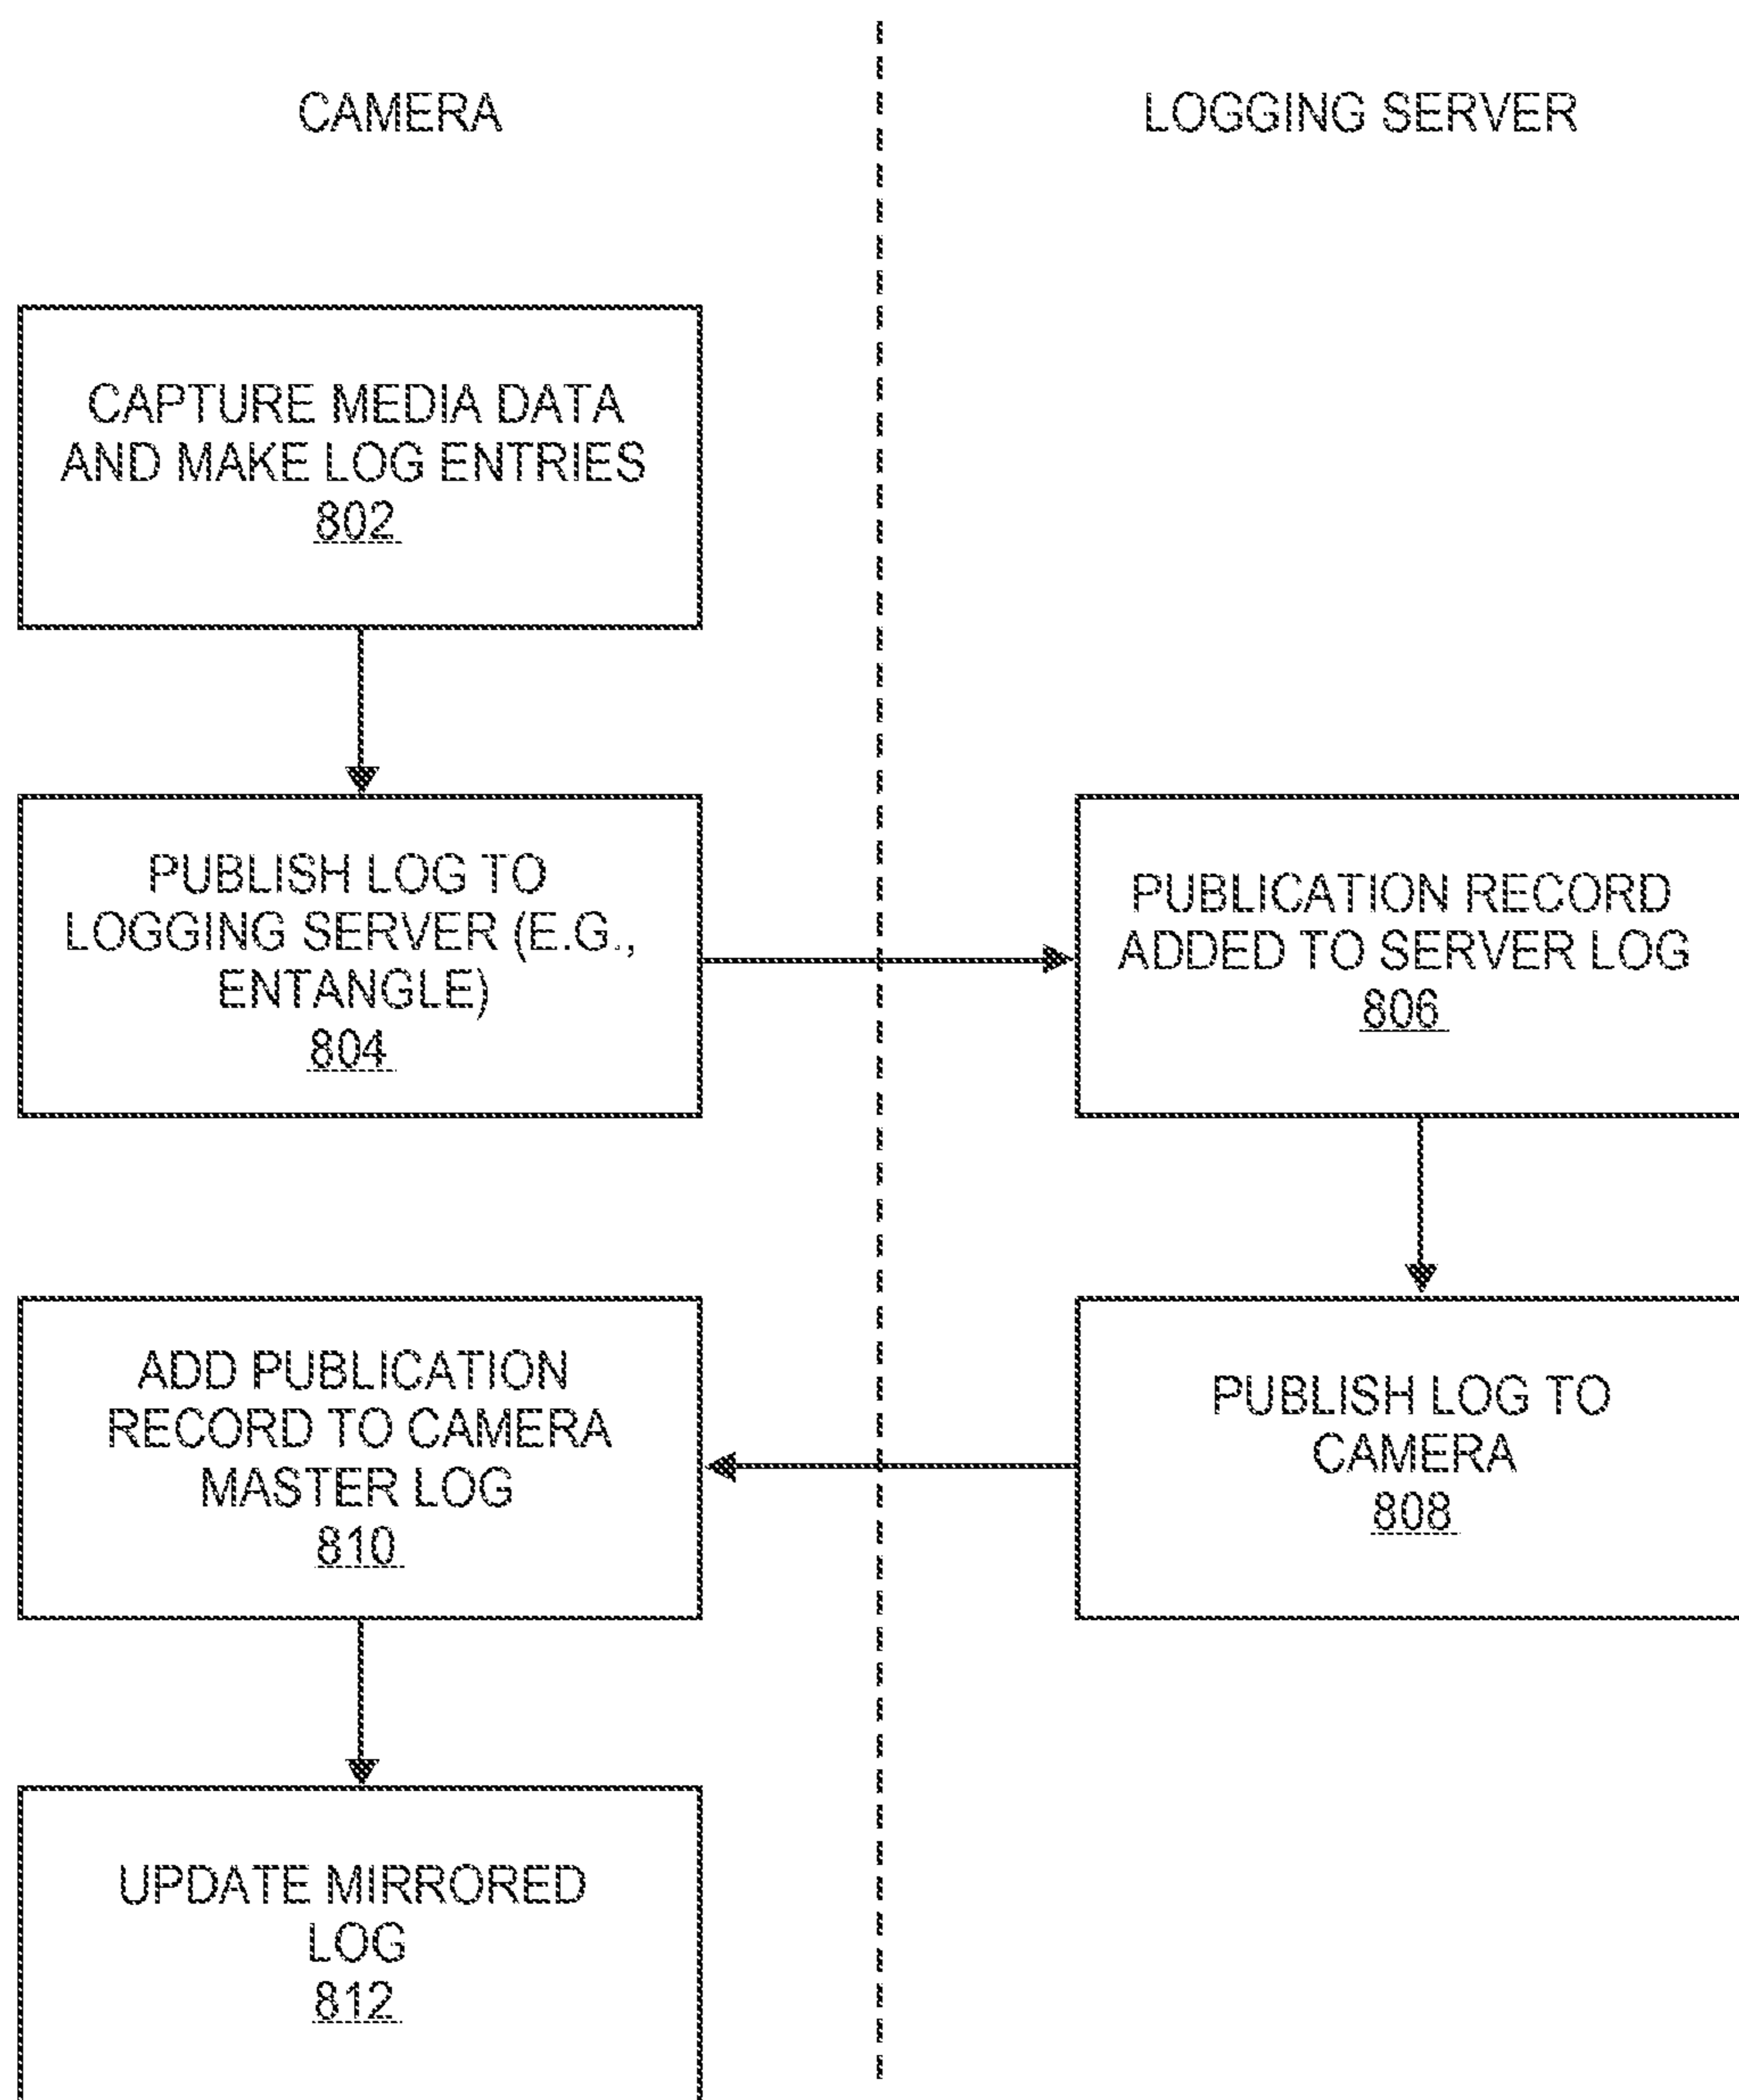 CAMERA
LOGGING SERVER
CAPTURE MEDIA DATA
AND MAKE LOG ENTRIES
802
PUBLISH LOG TO
LOGGING SERVER (E.G.,
ENTANGLE)
804
PUBLICATION RECORD
ADDED TO SERVER LOG
806
PUBLISH LOG TO
CAMERA
808
ADD PUBLICATION
RECORD TO CAMERA
MASTER LOG
810
UPDATE MIRRORED
LOG
812